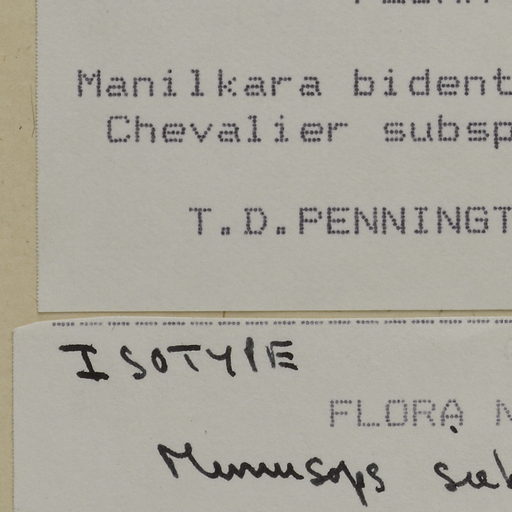 Manilkara bident
Chevalier subsp
T.D.PENNINGT
ISOTYPE
FLORA N
Mimusops